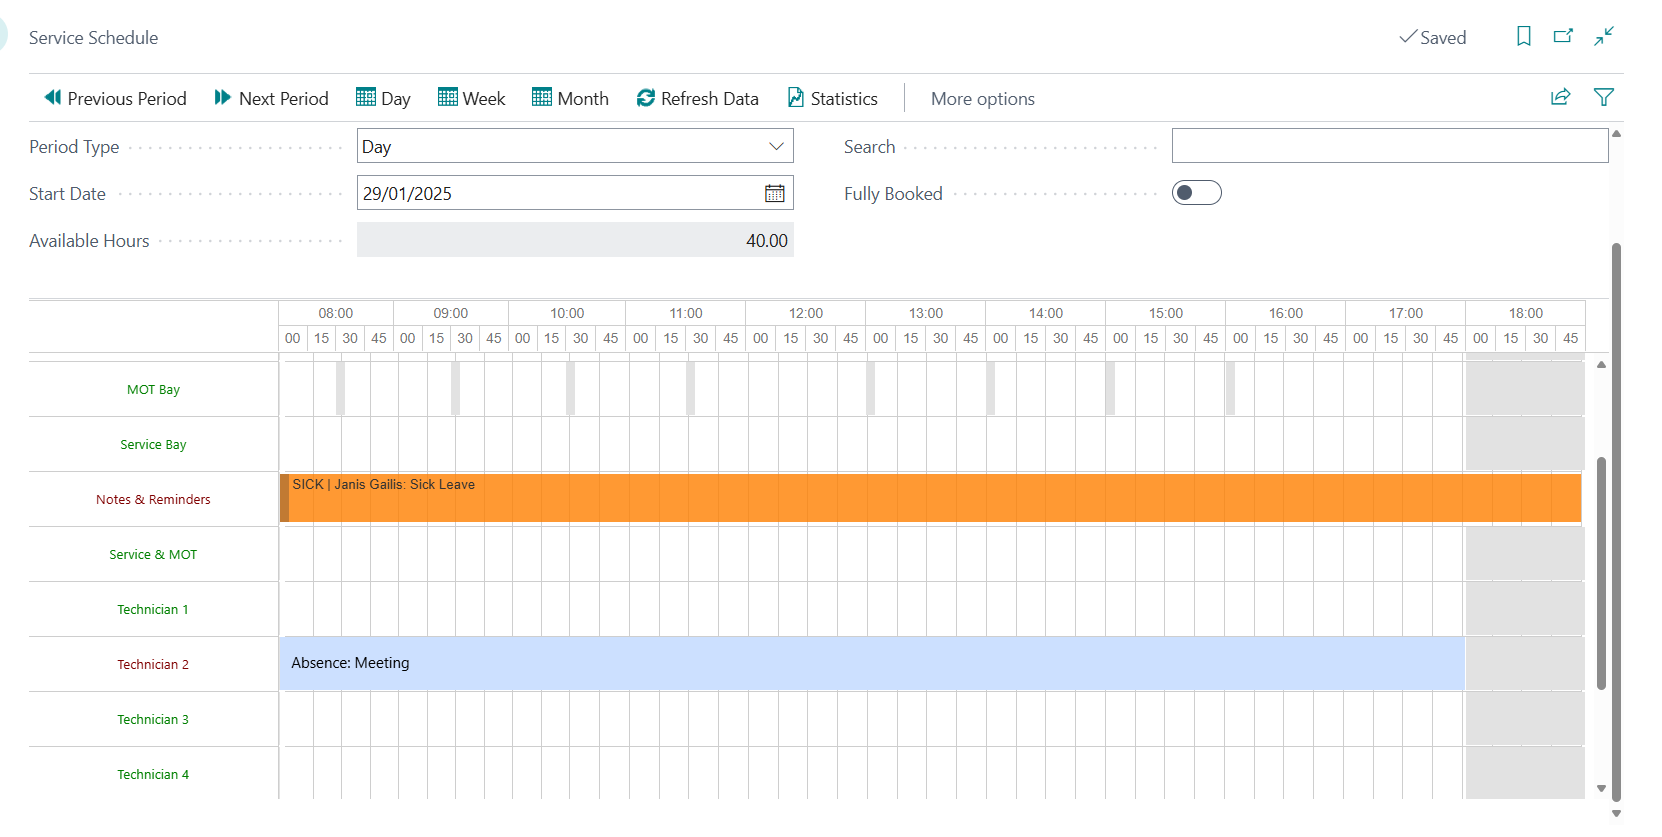 Service Schedule
Saved
Previous Period Next Period Day Week Month Refresh Data Statistics More options
Period Type Day Search
Start Date 29/01/2025 Fully Booked
Available Hours 40.00
08:00 09:00 10:00 11:00 12:00 13:00 14:00 15:00 16:00 17:00 18:00
00 15 30 45 00 15 30 45 00 15 30 45 00 15 30 45 00 15 30 45 00 15 30 45 00 15 30 45 00 15 30 45 00 15 30 45 00 15 30 45 00 15 30 45
MOT Bay
Service Bay
Notes & Reminders SICK | Janis Gailis: Sick Leave
Service & MOT
Technician 1
Technician 2 Absence: Meeting
Technician 3
Technician 4